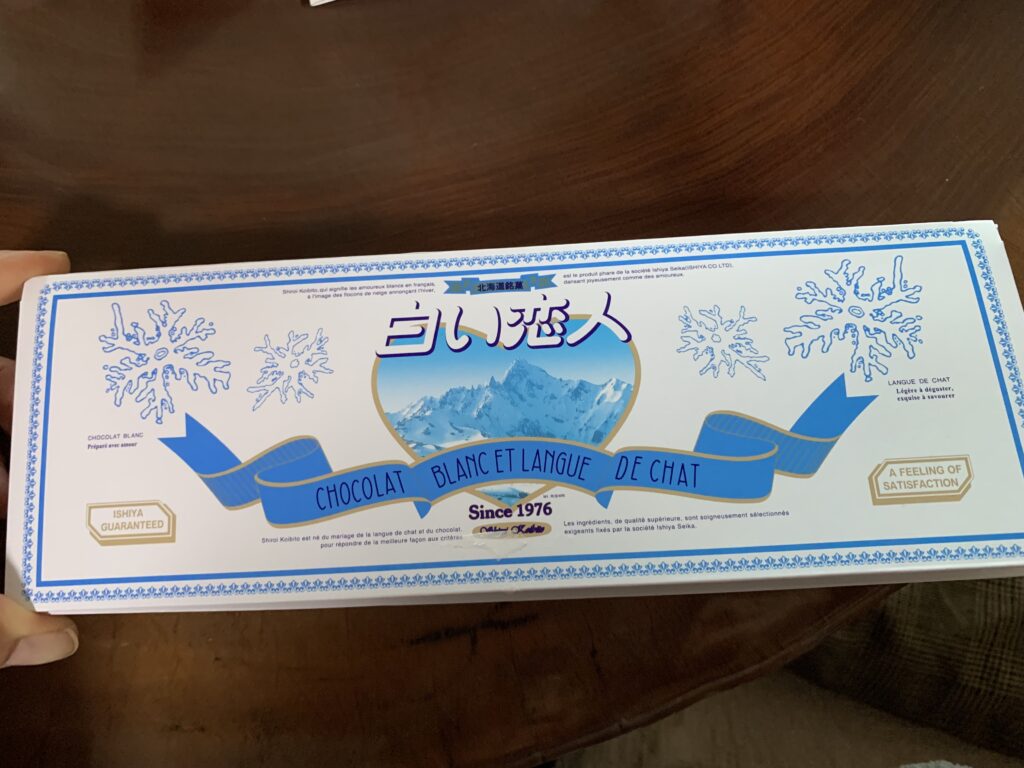 北海道銘菓
Shiroi Koibito, qui signifie les amoureux blancs en français,
à l'image des flocons de neige annonçant l'hiver,
est le produit phare de la société Ishiya Seika(ISHIYA CO.LTD),
dansant joyeusement comme des amoureux.
白い恋人
CHOCOLAT BLANC
Préparé avec amour
LANGUE DE CHAT
Légère à déguster,
exquise à savourer
CHOCOLAT BLANC ET LANGUE DE CHAT
ISHIYA
GUARANTEED
A FEELING OF
SATISFACTION
MT. RISHIRI
Since 1976
Shiroi Koibito
Shiroi Koibito est né du mariage de la langue de chat et du chocolat.
pour répondre de la meilleure façon aux critères
Les ingrédients, de qualité supérieure, sont soigneusement sélectionnés
exigeants fixés par la société Ishiya Seika.